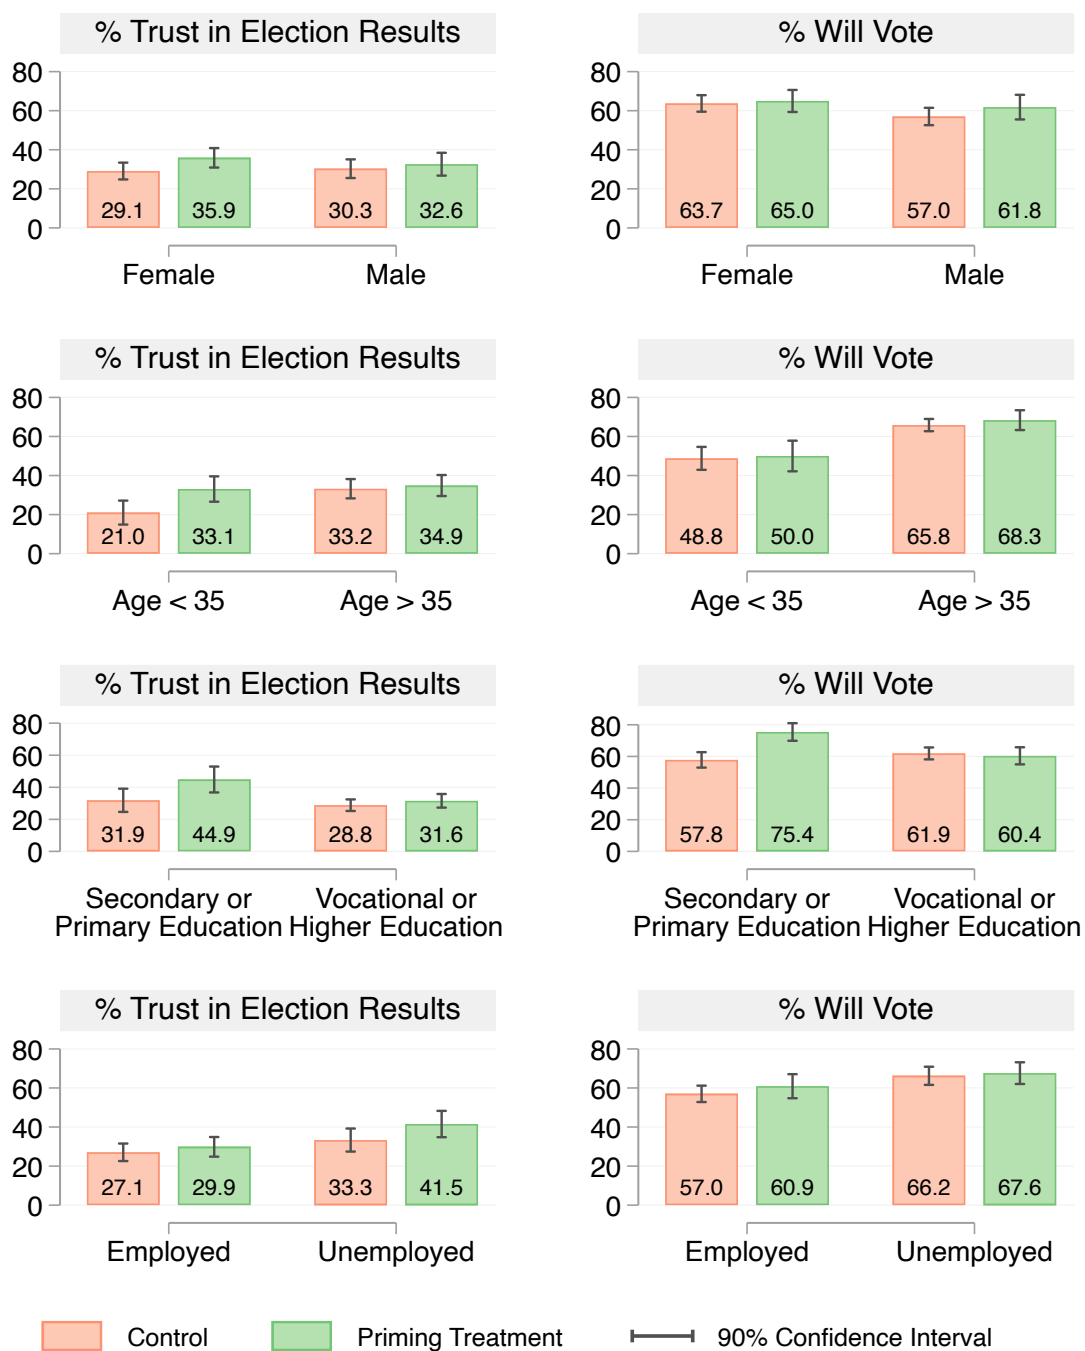 % Trust in Election Results
% Will Vote
80
60
40
20
0
29.1
35.9
30.3
32.6
Female
Male
80
60
40
20
0
63.7
65.0
57.0
61.8
Female
Male
% Trust in Election Results
% Will Vote
80
60
40
20
0
21.0
33.1
33.2
34.9
Age < 35
Age > 35
80
60
40
20
0
48.8
50.0
65.8
68.3
Age < 35
Age > 35
% Trust in Election Results
% Will Vote
80
60
40
20
0
31.9
44.9
28.8
31.6
Secondary or
Primary Education
Vocational or
Higher Education
80
60
40
20
0
57.8
75.4
61.9
60.4
Secondary or
Primary Education
Vocational or
Higher Education
% Trust in Election Results
% Will Vote
80
60
40
20
0
27.1
29.9
33.3
41.5
Employed
Unemployed
80
60
40
20
0
57.0
60.9
66.2
67.6
Employed
Unemployed
Control
Priming Treatment
90% Confidence Interval